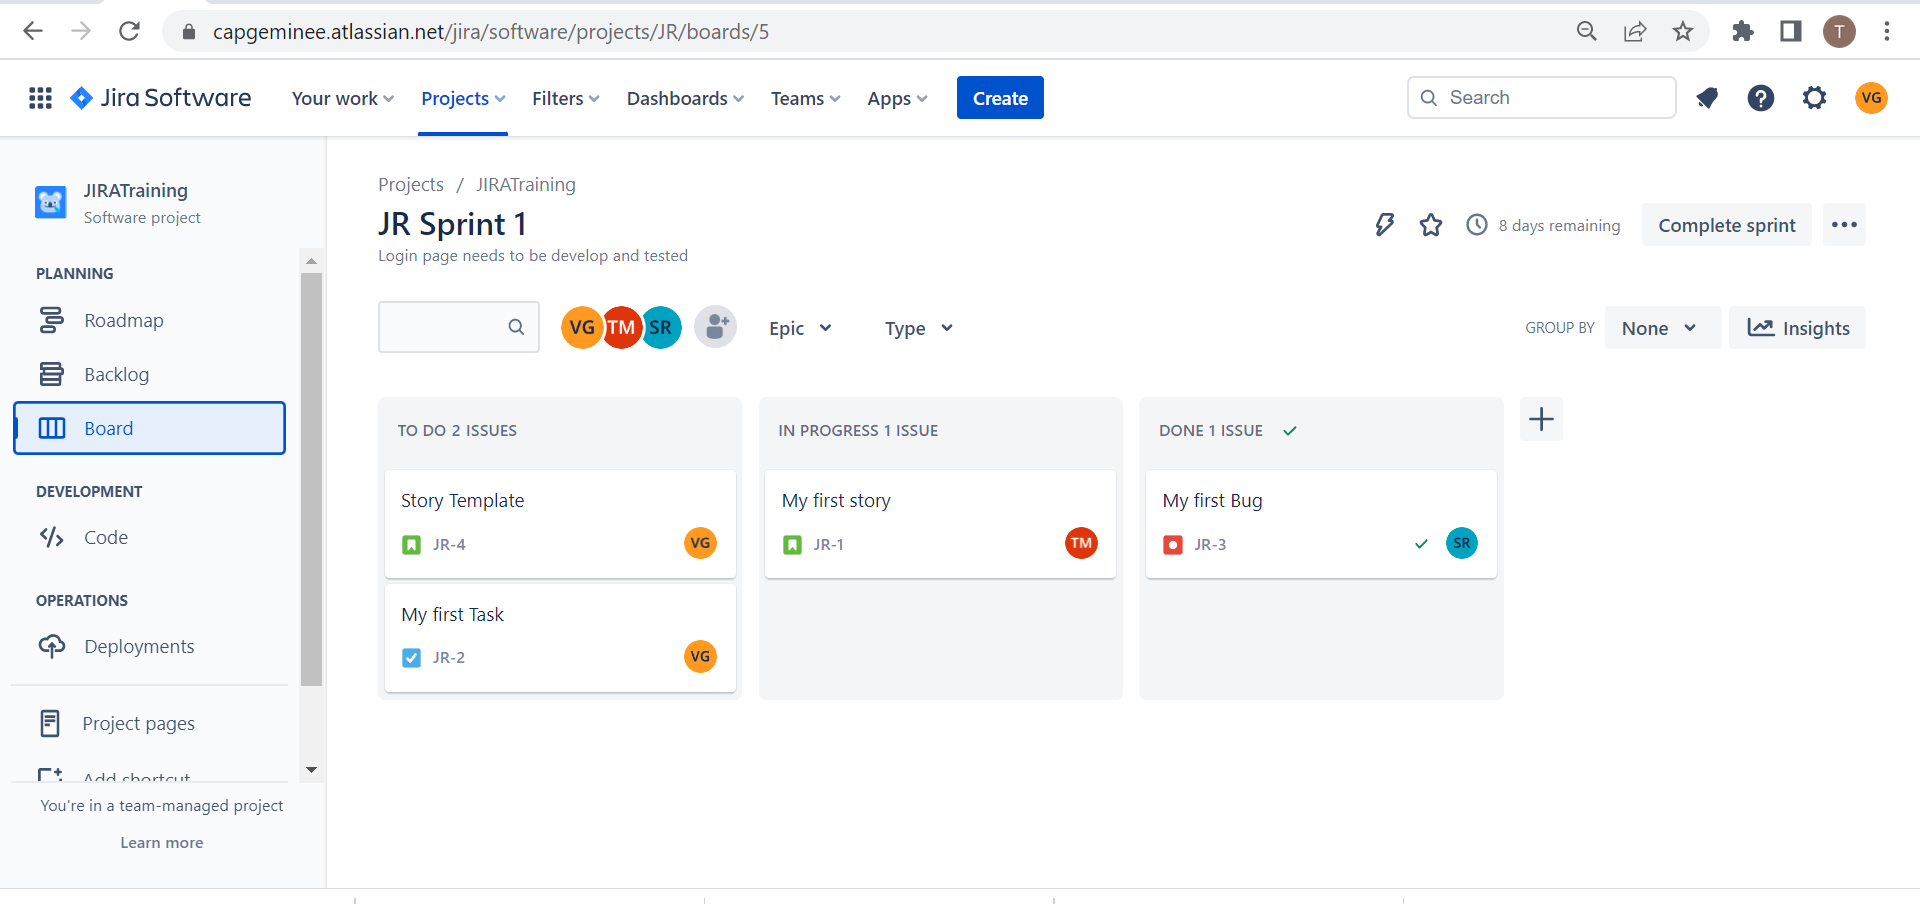 capgeminee.atlassian.net/jira/software/projects/JR/boards/5
T
Jira Software
Your work
Projects
Filters
Dashboards
Teams
Apps
Create
Search
VG
JIRATraining
Software project
PLANNING
Roadmap
Backlog
Board
DEVELOPMENT
Code
OPERATIONS
Deployments
Project pages
Add shortcut
You're in a team-managed project
Learn more
Projects / JIRATraining
JR Sprint 1
Login page needs to be develop and tested
8 days remaining
Complete sprint
VG
TM
SR
Epic
Type
GROUP BY
None
Insights
TO DO 2 ISSUES
Story Template
JR-4
VG
My first Task
JR-2
VG
IN PROGRESS 1 ISSUE
My first story
JR-1
TM
DONE 1 ISSUE
My first Bug
JR-3
SR